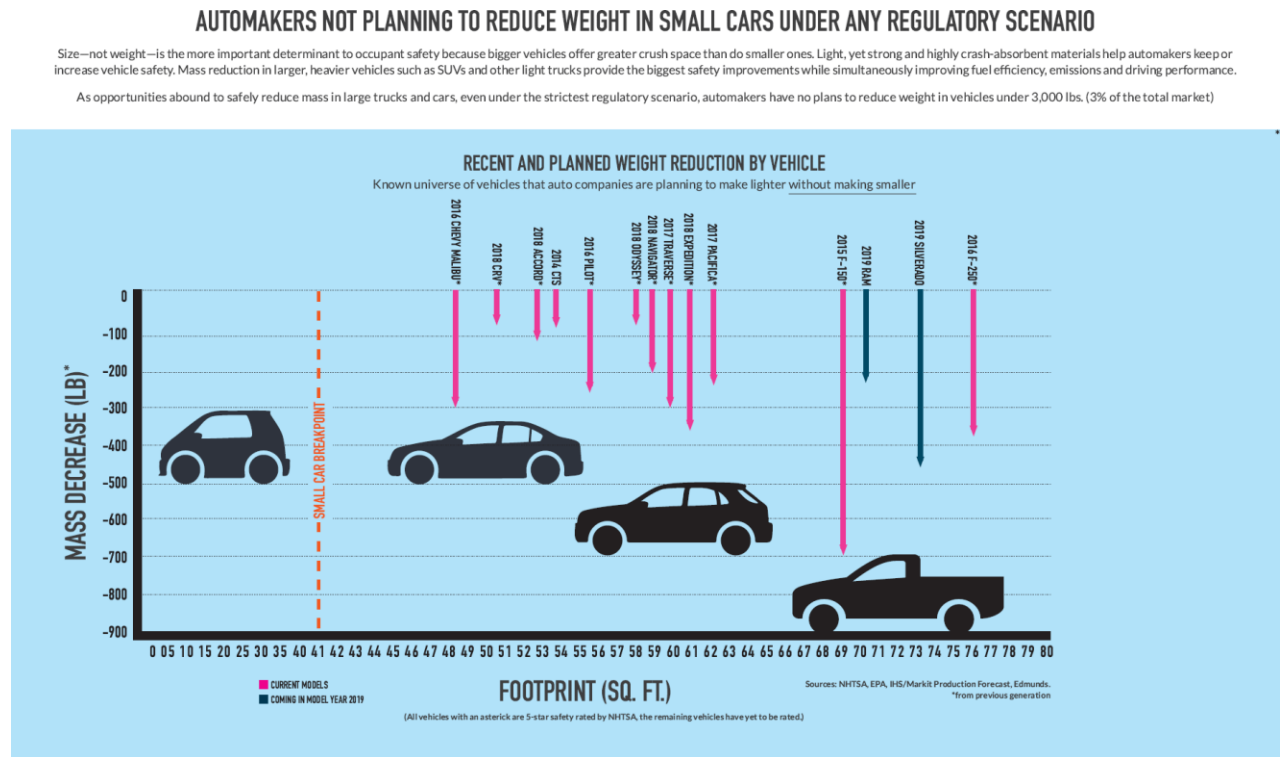 AUTOMAKERS NOT PLANNING TO REDUCE WEIGHT IN SMALL CARS UNDER ANY REGULATORY SCENARIO
Size—not weight—is the more important determinant to occupant safety because bigger vehicles offer greater crush space than do smaller ones. Light, yet strong and highly crash-absorbent materials help automakers keep or
increase vehicle safety. Mass reduction in larger, heavier vehicles such as SUVs and other light trucks provide the biggest safety improvements while simultaneously improving fuel efficiency, emissions and driving performance.
As opportunities abound to safely reduce mass in large trucks and cars, even under the strictest regulatory scenario, automakers have no plans to reduce weight in vehicles under 3,000 lbs. (3% of the total market)
*
RECENT AND PLANNED WEIGHT REDUCTION BY VEHICLE
Known universe of vehicles that auto companies are planning to make lighter without making smaller
2016 CHEVY MALIBU*
2018 CRV*
2018 ACCORD*
2014 CTS
2016 PILOT*
2018 ODYSSEY*
2018 NAVIGATOR*
2017 TRAVERSE*
2018 EXPEDITION*
2017 PACIFICA*
2015 F-150*
2019 RAM
2019 SILVERADO
2016 F-250*
MASS DECREASE (LB)*
0
-100
-200
-300
-400
-500
-600
-700
-800
-900
SMALL CAR BREAKPOINT
0 05 10 15 20 25 30 35 40 41 42 43 44 45 46 47 48 49 50 51 52 53 54 55 56 57 58 59 60 61 62 63 64 65 66 67 68 69 70 71 72 73 74 75 76 77 78 79 80
CURRENT MODELS
COMING IN MODEL YEAR 2019
FOOTPRINT (SQ. FT.)
(All vehicles with an asterick are 5-star safety rated by NHTSA, the remaining vehicles have yet to be rated.)
Sources: NHTSA, EPA, IHS/Markit Production Forecast, Edmunds.
*from previous generation